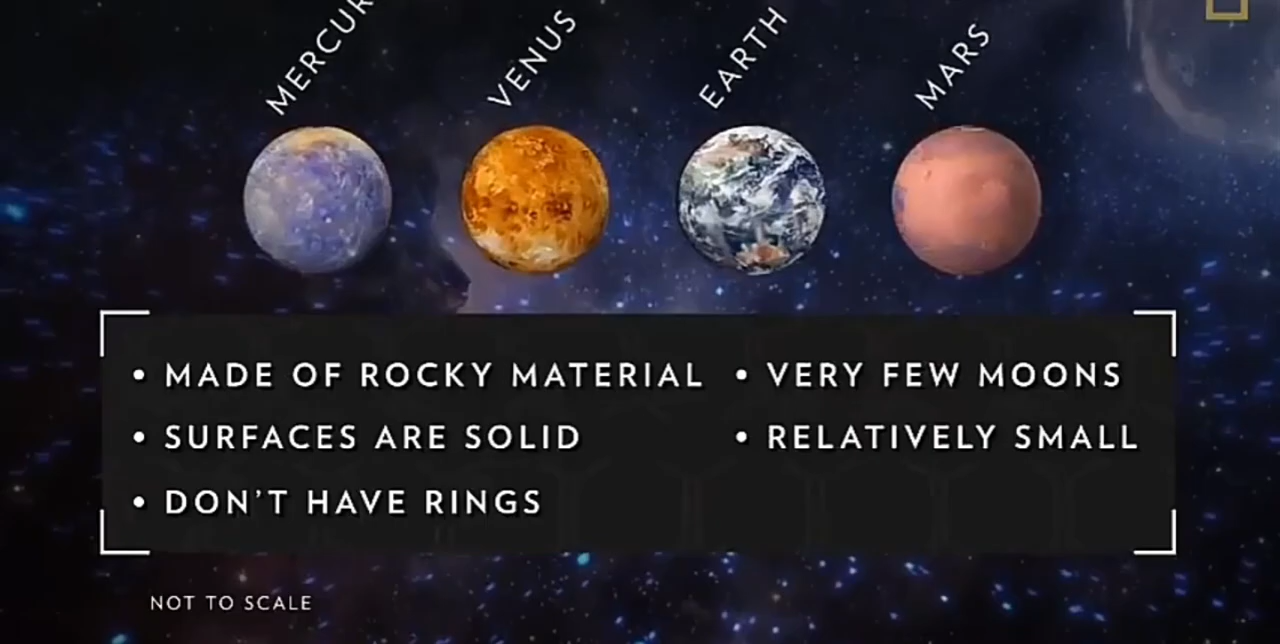 MERCUR
VENUS
EARTH
MARS
• MADE OF ROCKY MATERIAL
• SURFACES ARE SOLID
• DON'T HAVE RINGS
• VERY FEW MOONS
• RELATIVELY SMALL
NOT TO SCALE